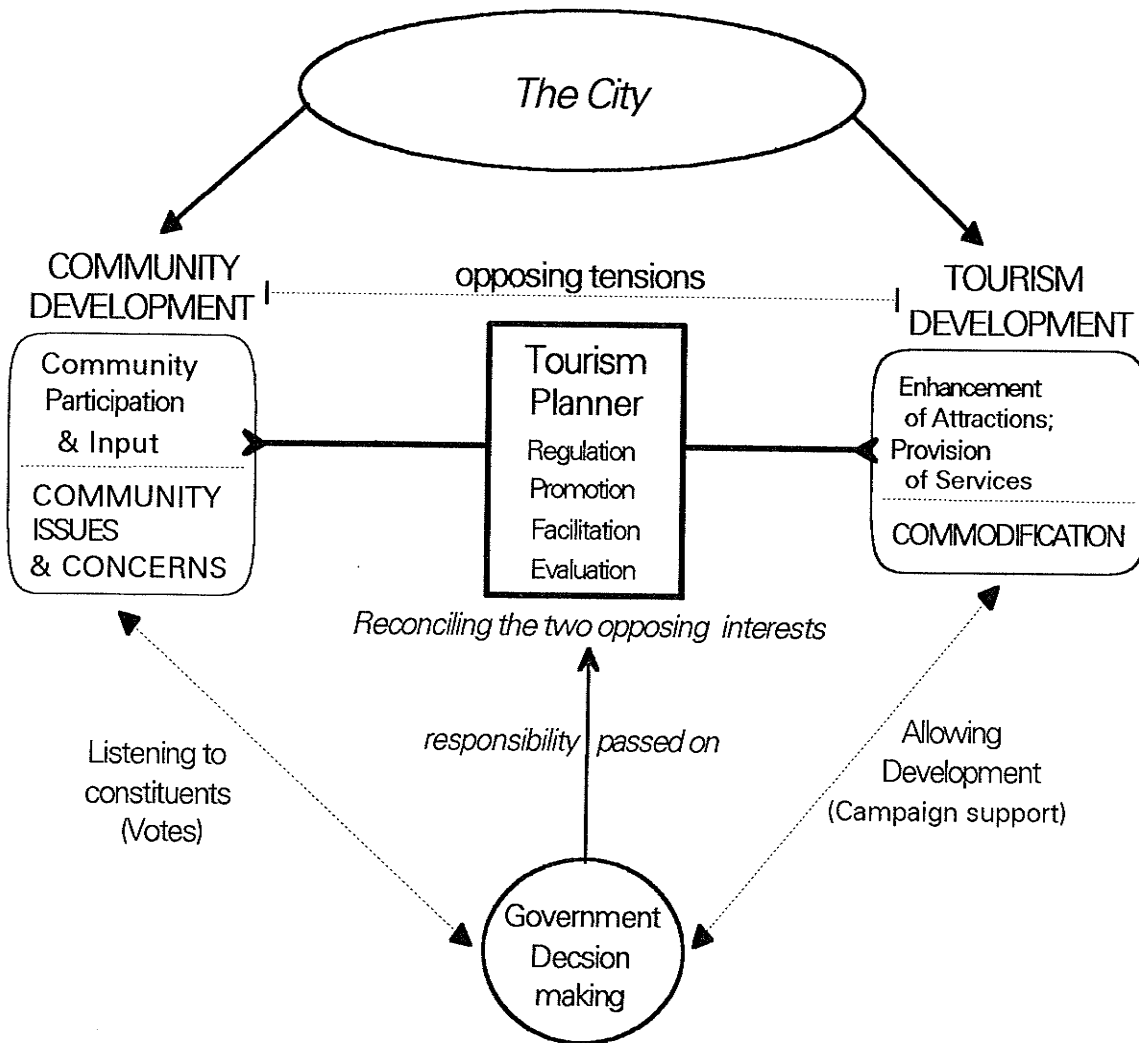 The City
COMMUNITY
DEVELOPMENT
opposing tensions
TOURISM
DEVELOPMENT
Community
Participation
& Input
COMMUNITY
ISSUES
& CONCERNS
Tourism
Planner
Regulation
Promotion
Facilitation
Evaluation
Enhancement
of Attractions;
Provision
of Services
COMMODIFICATION
Reconciling the two opposing interests
responsibility passed on
Listening to
constituents
(Votes)
Allowing
Development
(Campaign support)
Government
Decsion
making